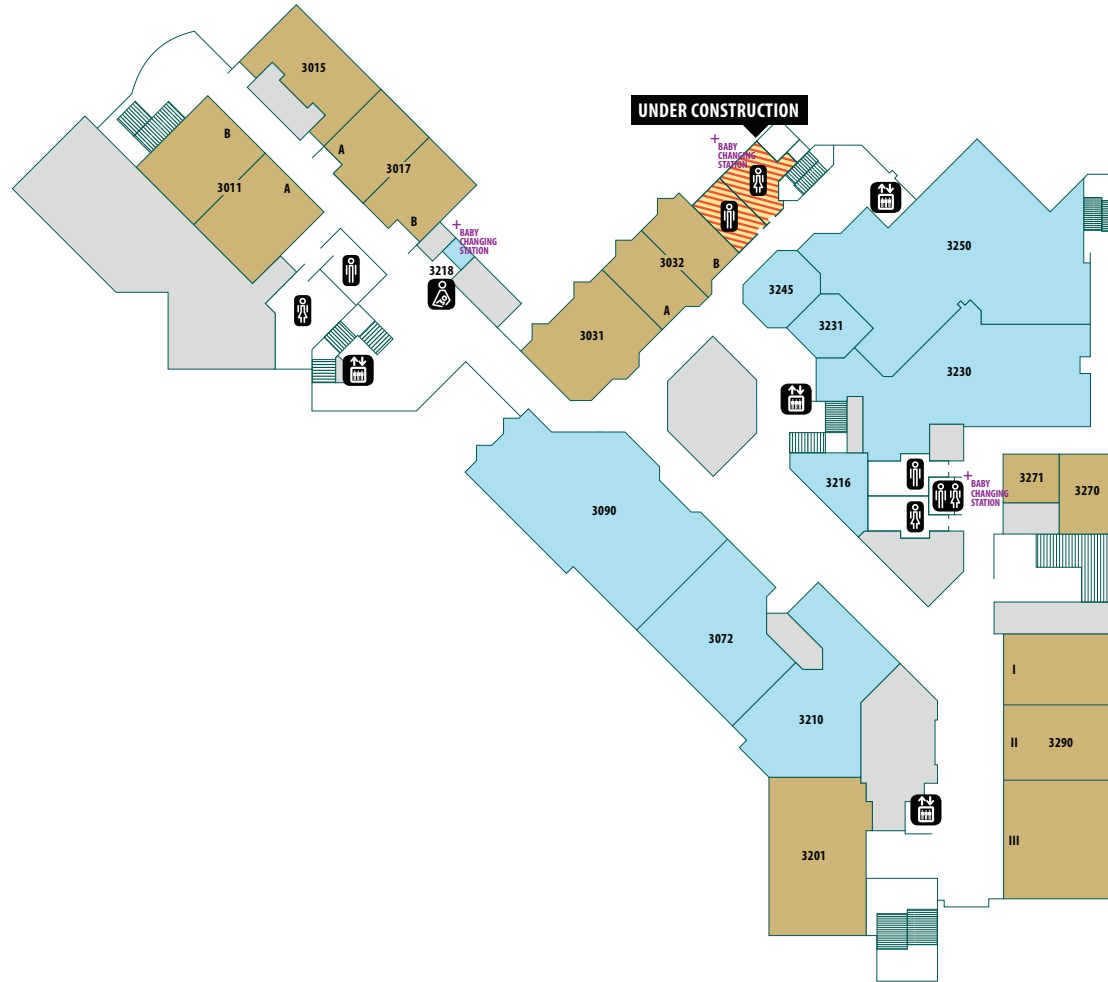 3015
UNDER CONSTRUCTION
B
A
3017
BABY
CHANGING
STATION
3011
A
B
BABY
CHANGING
STATION
3218
3032
B
A
3031
3250
3245
3231
3230
3216
BABY
CHANGING
STATION
3271
3270
3090
3072
3210
I
II
3290
III
3201